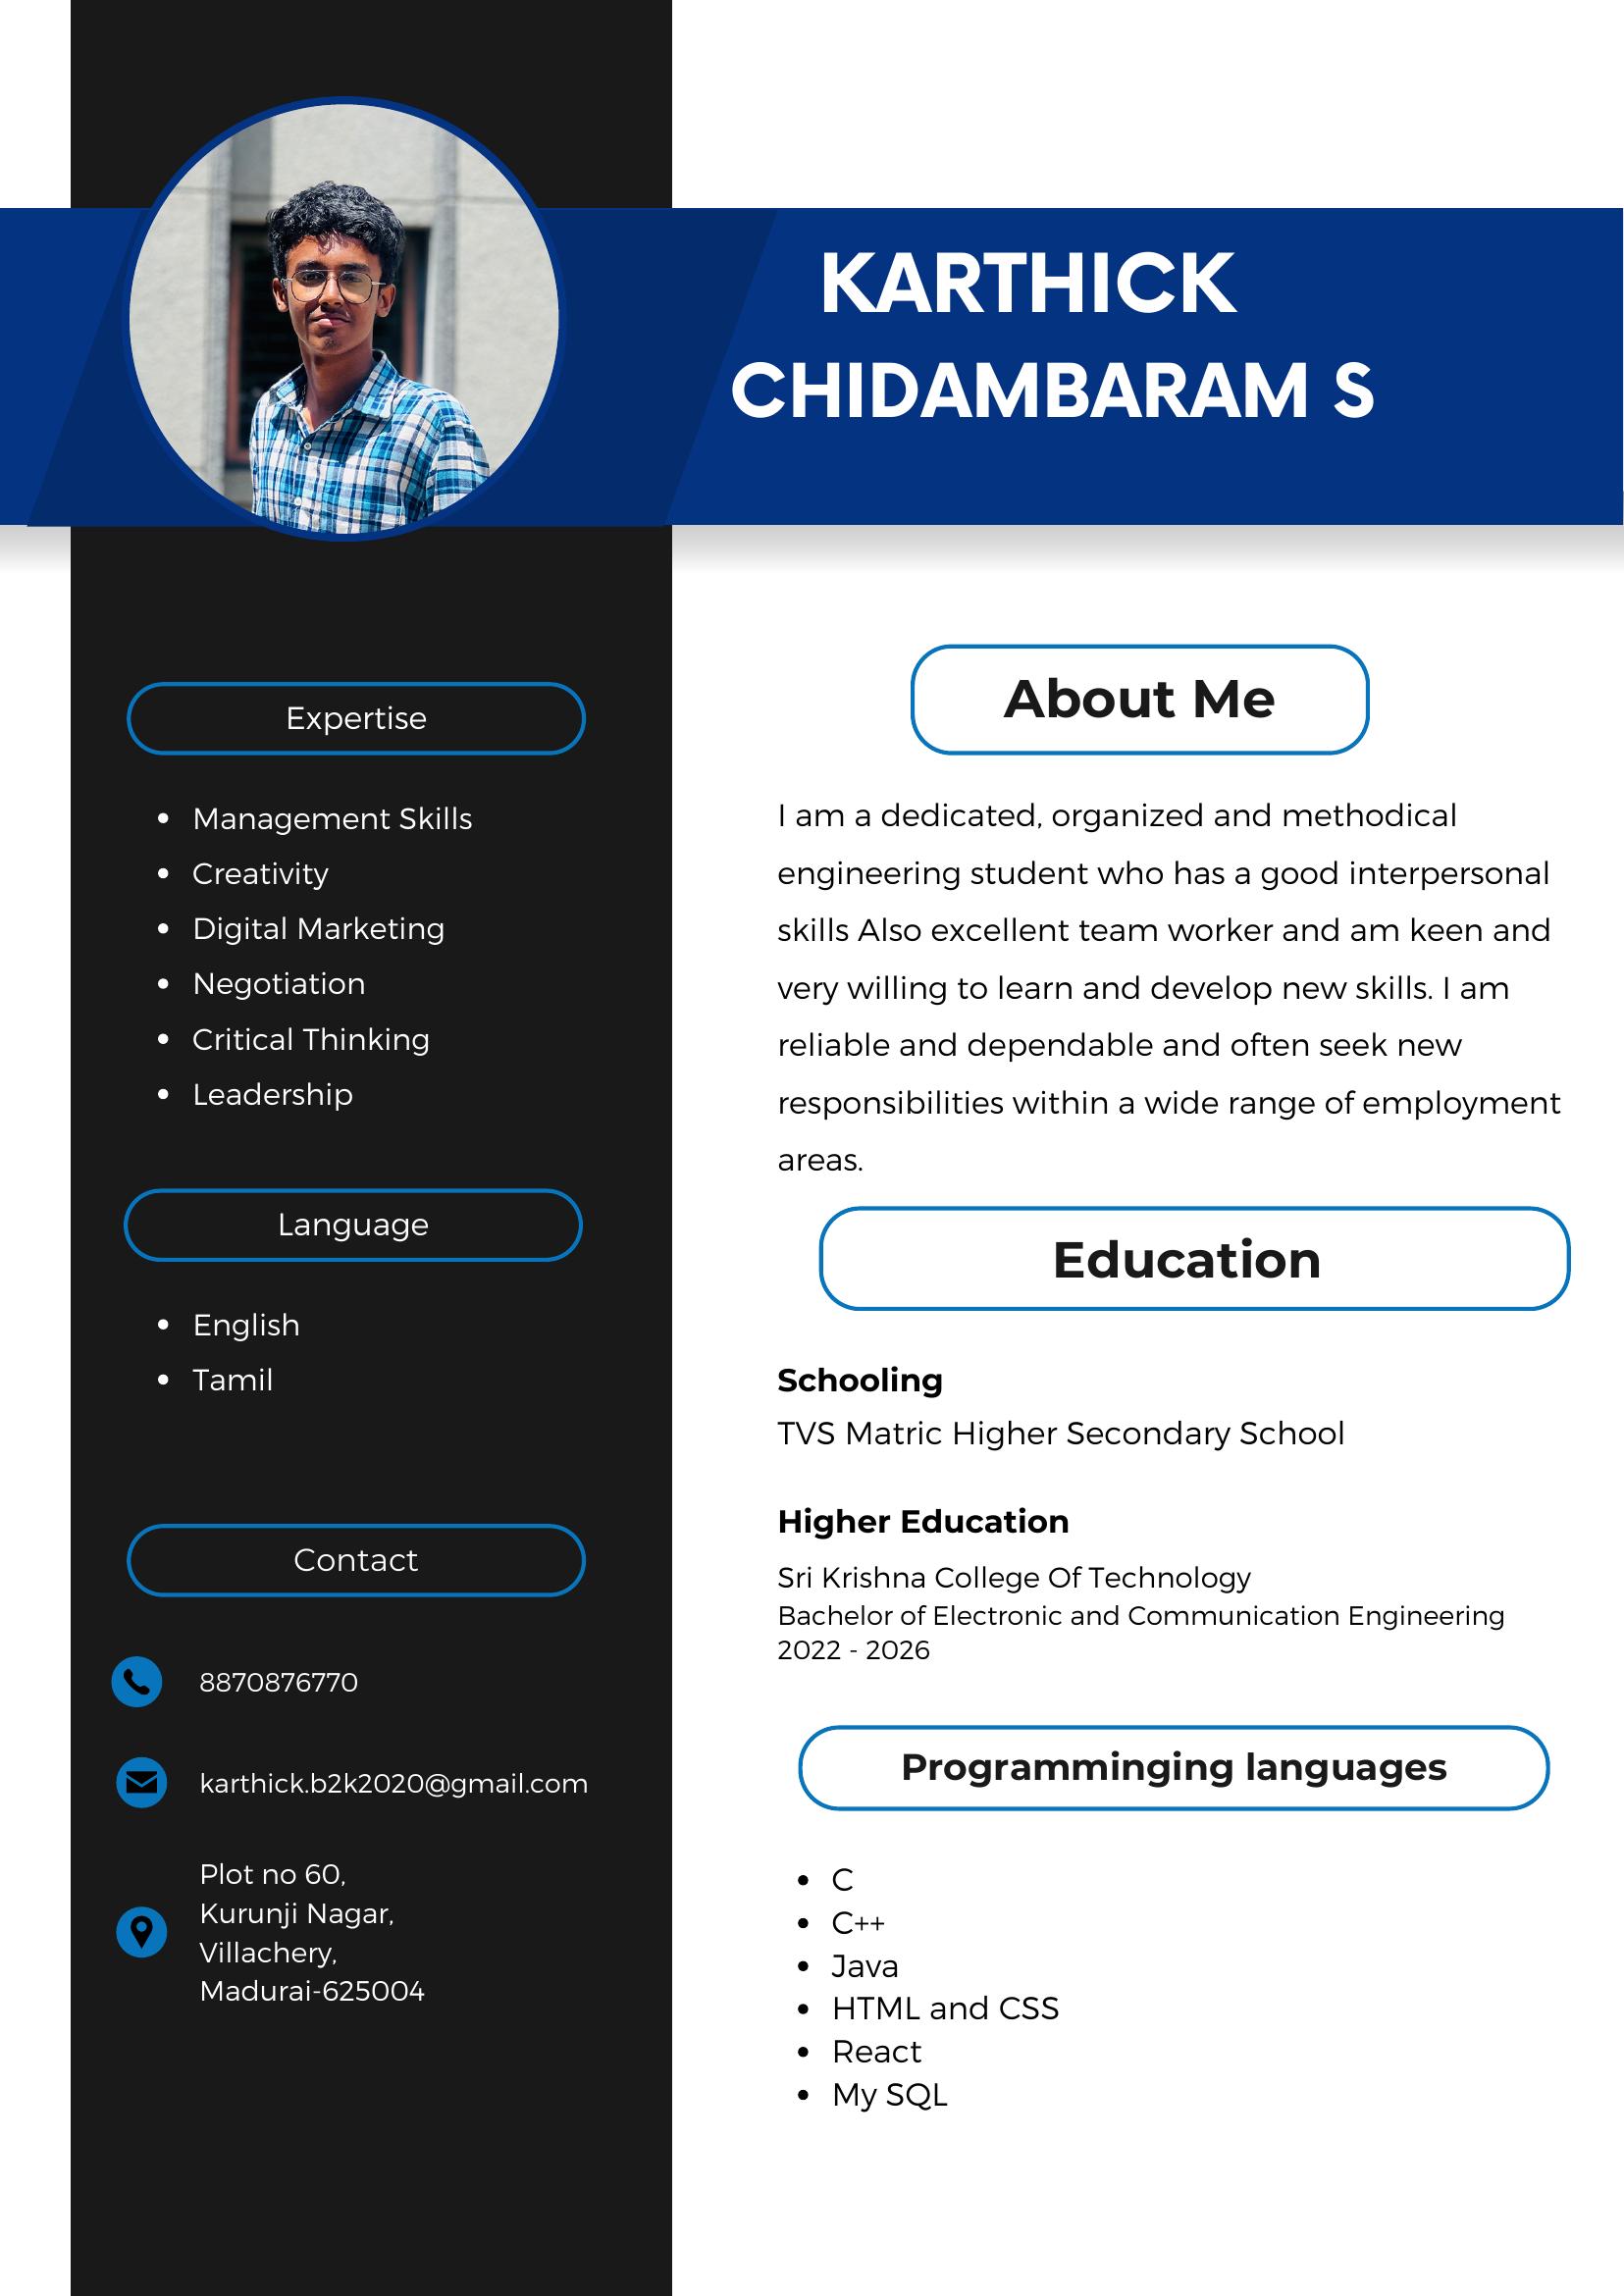 KARTHICK
CHIDAMBARAM S
Expertise
• Management Skills
• Creativity
• Digital Marketing
• Negotiation
• Critical Thinking
• Leadership
Language
• English
• Tamil
Contact
8870876770
karthick.b2k2020@gmail.com
Plot no 60,
Kurunji Nagar,
Villachery,
Madurai-625004
About Me
I am a dedicated, organized and methodical
engineering student who has a good interpersonal
skills Also excellent team worker and am keen and
very willing to learn and develop new skills. I am
reliable and dependable and often seek new
responsibilities within a wide range of employment
areas.
Education
Schooling
TVS Matric Higher Secondary School
Higher Education
Sri Krishna College Of Technology
Bachelor of Electronic and Communication Engineering
2022 - 2026
Programminging languages
• C
• C++
• Java
• HTML and CSS
• React
• My SQL